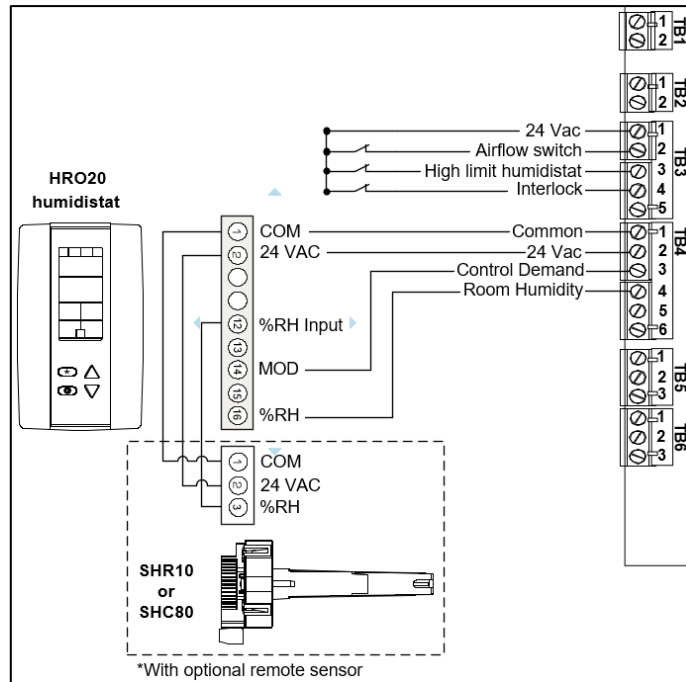 1
2
TB1
1
2
TB2
24 Vac
1
Airflow switch
2
High limit humidistat
3
TB3
Interlock
4
5
HRO20
humidistat
1 COM
Common
1
2 24 VAC
24 Vac
2
TB4
Control Demand
3
Room Humidity
4
12 %RH Input
5
13
6
14 MOD
15
16 %RH
1
2
3
TB5
1
2
3
TB6
1 COM
2 24 VAC
3 %RH
SHR10
or
SHC80
*With optional remote sensor